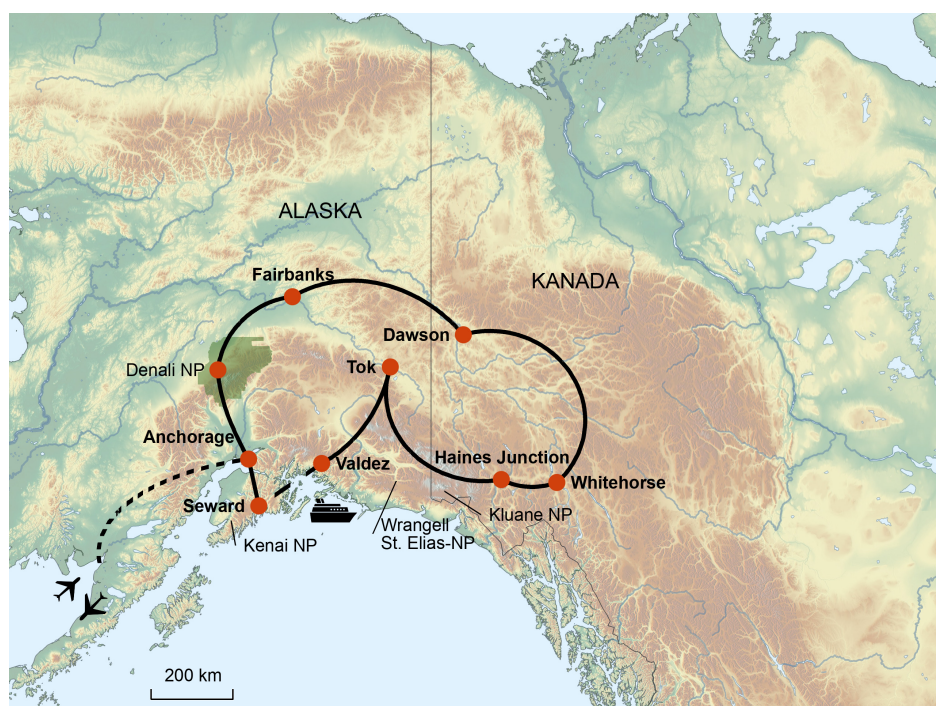 ALASKA
Fairbanks
KANADA
Dawson
Denali NP
Tok
Anchorage
Haines Junction
Valdez
Whitehorse
Seward
Kluane NP
Wrangell
St. Elias-NP
Kenai NP
200 km